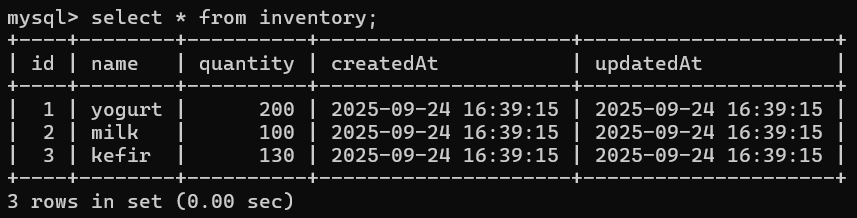 mysql> select * from inventory;
+----+--------+----------+---------------------+---------------------+
| id | name   | quantity | createdAt           | updatedAt           |
+----+--------+----------+---------------------+---------------------+
|  1 | yogurt |      200 | 2025-09-24 16:39:15 | 2025-09-24 16:39:15 |
|  2 | milk   |      100 | 2025-09-24 16:39:15 | 2025-09-24 16:39:15 |
|  3 | kefir  |      130 | 2025-09-24 16:39:15 | 2025-09-24 16:39:15 |
+----+--------+----------+---------------------+---------------------+
3 rows in set (0.00 sec)